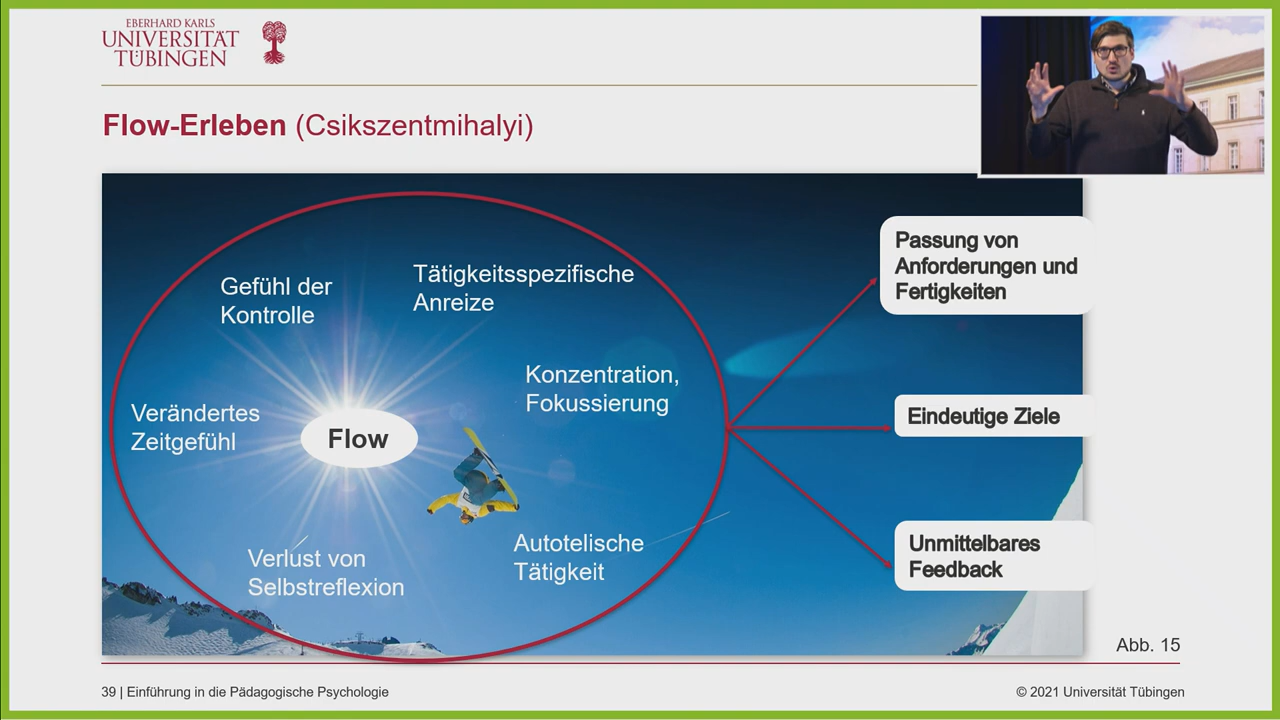 EBERHARD KARLS
UNIVERSITÄT
TÜBINGEN
Flow-Erleben (Csikszentmihalyi)
Gefühl der
Kontrolle
Tätigkeitsspezifische
Anreize
Konzentration,
Fokussierung
Verändertes
Zeitgefühl
Flow
Verlust von
Selbstreflexion
Autotelische
Tätigkeit
Passung von
Anforderungen und
Fertigkeiten
Eindeutige Ziele
Unmittelbares
Feedback
Abb. 15
39 | Einführung in die Pädagogische Psychologie
© 2021 Universität Tübingen